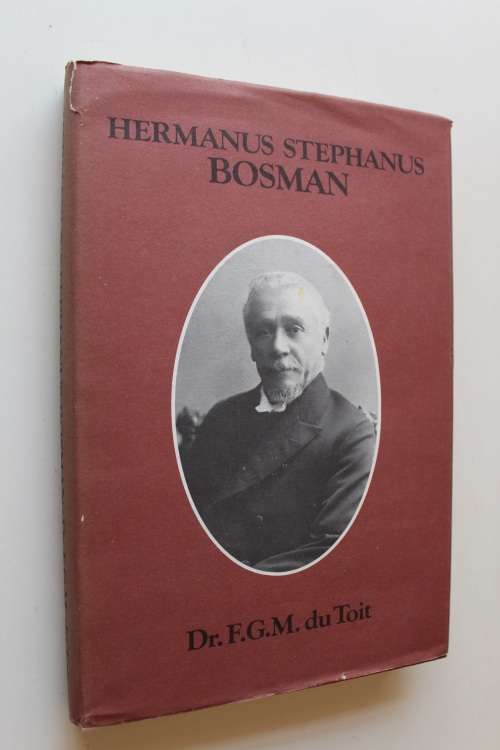 HERMANUS STEPHANUS
BOSMAN
Dr. F.G.M. du Toit